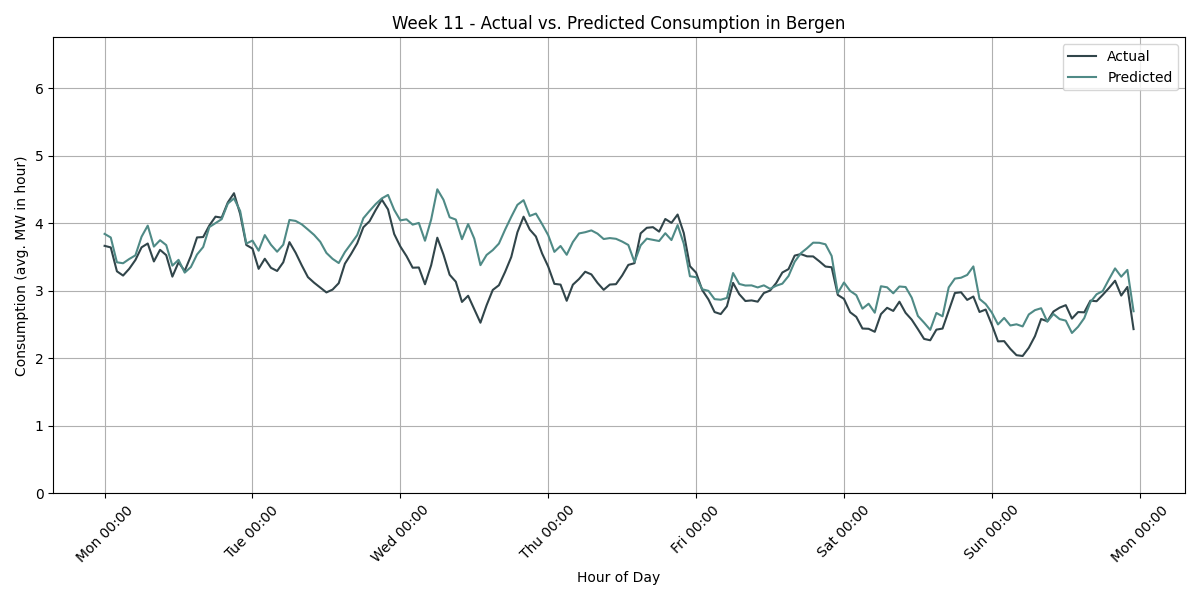 Week 11 - Actual vs. Predicted Consumption in Bergen
Actual
Predicted
Consumption (avg. MW in hour)
6
5
4
3
2
1
0
Mon 00:00
Tue 00:00
Wed 00:00
Thu 00:00
Fri 00:00
Sat 00:00
Sun 00:00
Mon 00:00
Hour of Day